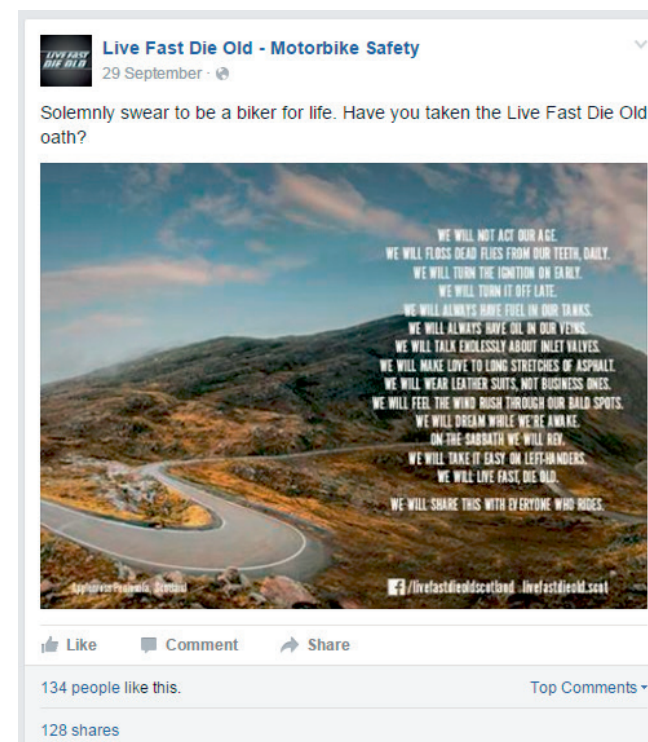 LIVE FAST
DIE OLD
Live Fast Die Old - Motorbike Safety
29 September ·
Solemnly swear to be a biker for life. Have you taken the Live Fast Die Old
oath?
WE WILL NOT ACT OUR AGE.
WE WILL FLOSS DEAD FLIES FROM OUR TEETH, DAILY.
WE WILL TURN THE IGNITION ON EARLY.
WE WILL TURN IT OFF LATE.
WE WILL ALWAYS HAVE FUEL IN OUR TANKS.
WE WILL ALWAYS HAVE OIL IN OUR VEINS.
WE WILL TALK ENDLESSLY ABOUT INLET VALVES.
WE WILL MAKE LOVE TO LONG STRETCHES OF ASPHALT.
WE WILL WEAR LEATHER SUITS, NOT BUSINESS ONES.
WE WILL FEEL THE WIND RUSH THROUGH OUR BALD SPOTS.
WE WILL DREAM WHILE WE'RE AWAKE.
ON THE SABBATH WE WILL REV.
WE WILL TAKE IT EASY ON LEFT-HANDERS.
WE WILL LIVE FAST, DIE OLD.
WE WILL SHARE THIS WITH EVERYONE WHO RIDES.
Applecross Peninsula, Scotland
f/livefastdieoldscotland livefastdieold.scot
Like Comment Share
134 people like this. Top Comments
128 shares